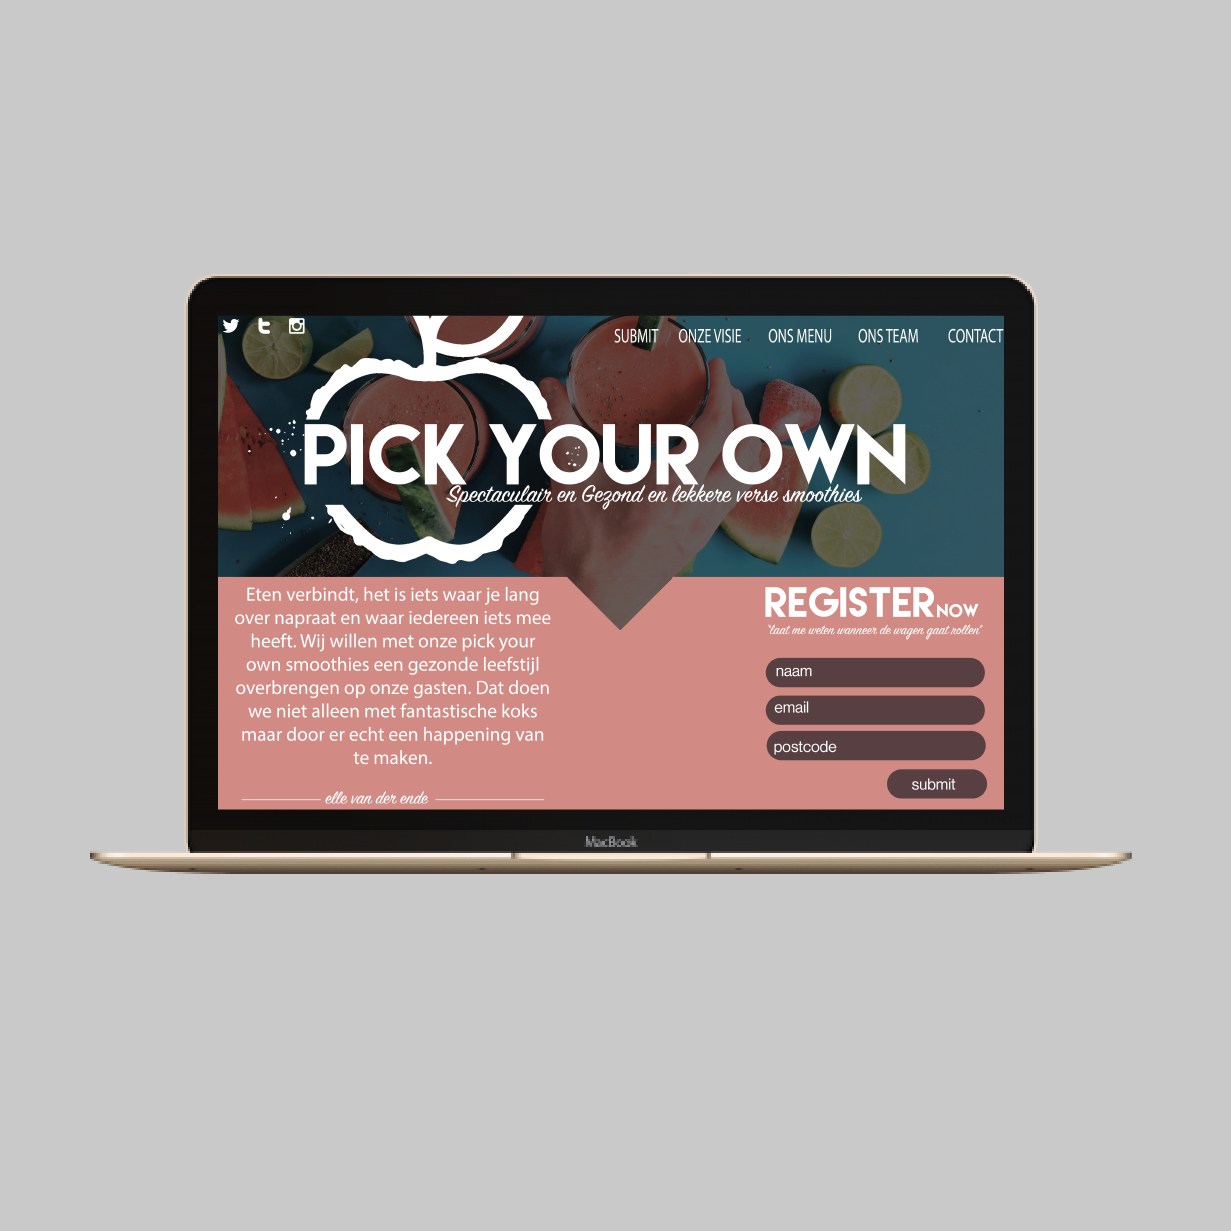 SUBMIT ONZE VISIE ONS MENU ONS TEAM CONTACT
PICK YOUR OWN
Spectaculair en Gezond en lekkere verse smoothies
Eten verbindt, het is iets waar je lang
over napraat en waar iedereen iets mee
heeft. Wij willen met onze pick your
own smoothies een gezonde leefstijl
overbrengen op onze gasten. Dat doen
we niet alleen met fantastische koks
maar door er echt een happening van
te maken.
elle van der ende
REGISTER NOW
"laat me weten wanneer de wagen gaat rollen"
naam
email
postcode
submit
MacBook